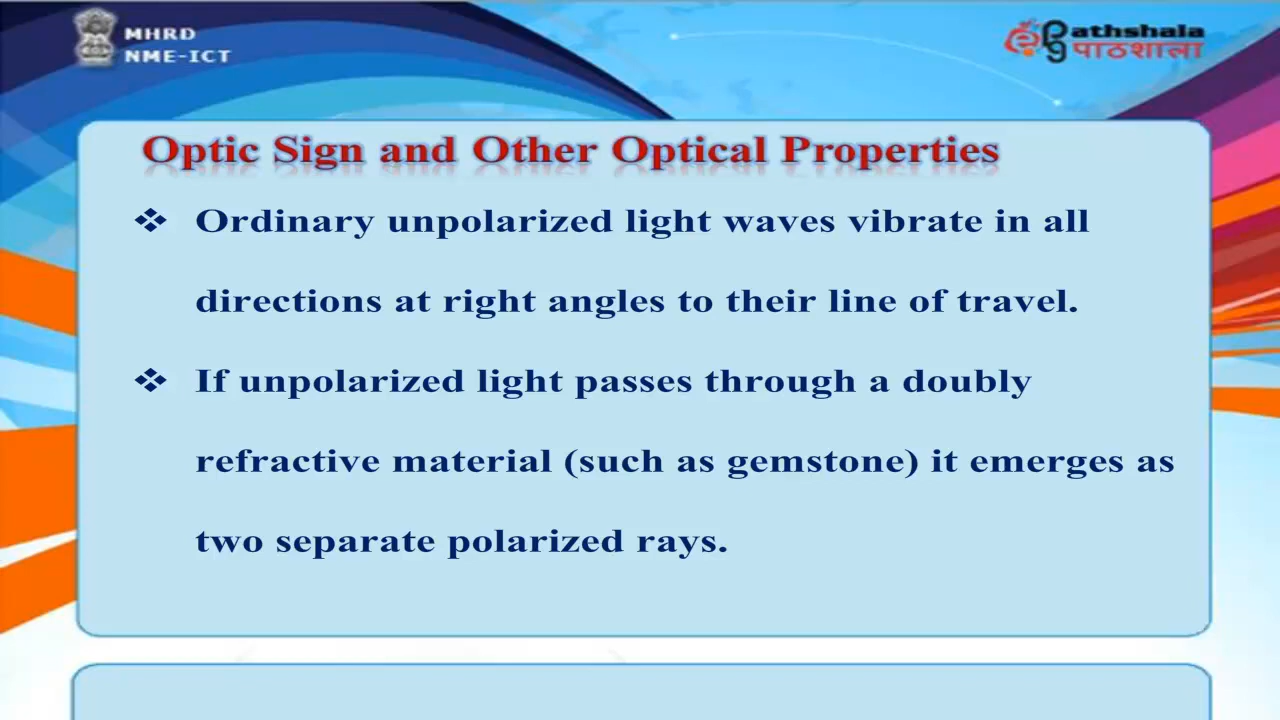 MHRD
NME-ICT
athshala
पाठशाला
Optic Sign and Other Optical Properties
❖ Ordinary unpolarized light waves vibrate in all
directions at right angles to their line of travel.
❖ If unpolarized light passes through a doubly
refractive material (such as gemstone) it emerges as
two separate polarized rays.